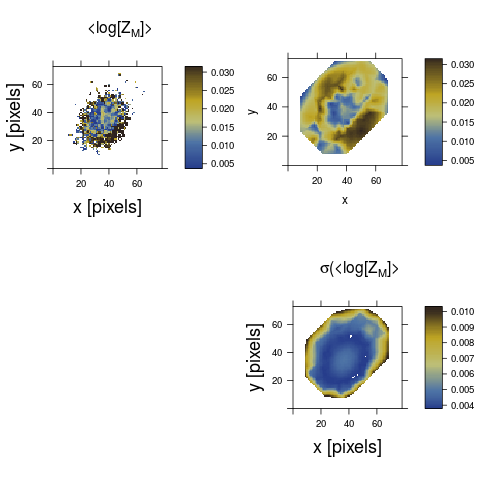 <log[Z_M]>
60
40
20
20 40 60
y [pixels]
x [pixels]
0.030
0.025
0.020
0.015
0.010
0.005
60
40
20
20 40 60
y
x
0.030
0.025
0.020
0.015
0.010
0.005
σ(<log[Z_M]>
60
40
20
20 40 60
y [pixels]
x [pixels]
0.010
0.009
0.008
0.007
0.006
0.005
0.004